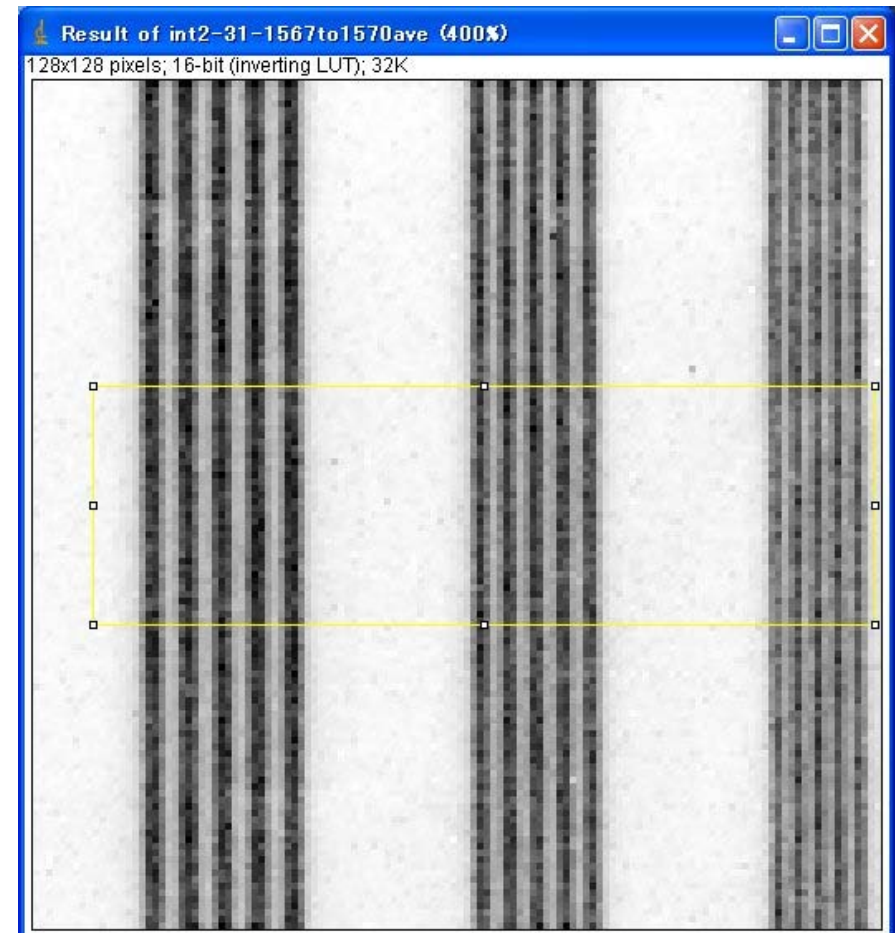 Result of int2-31-1567to1570ave (400%)
128x128 pixels; 16-bit (inverting LUT); 32K